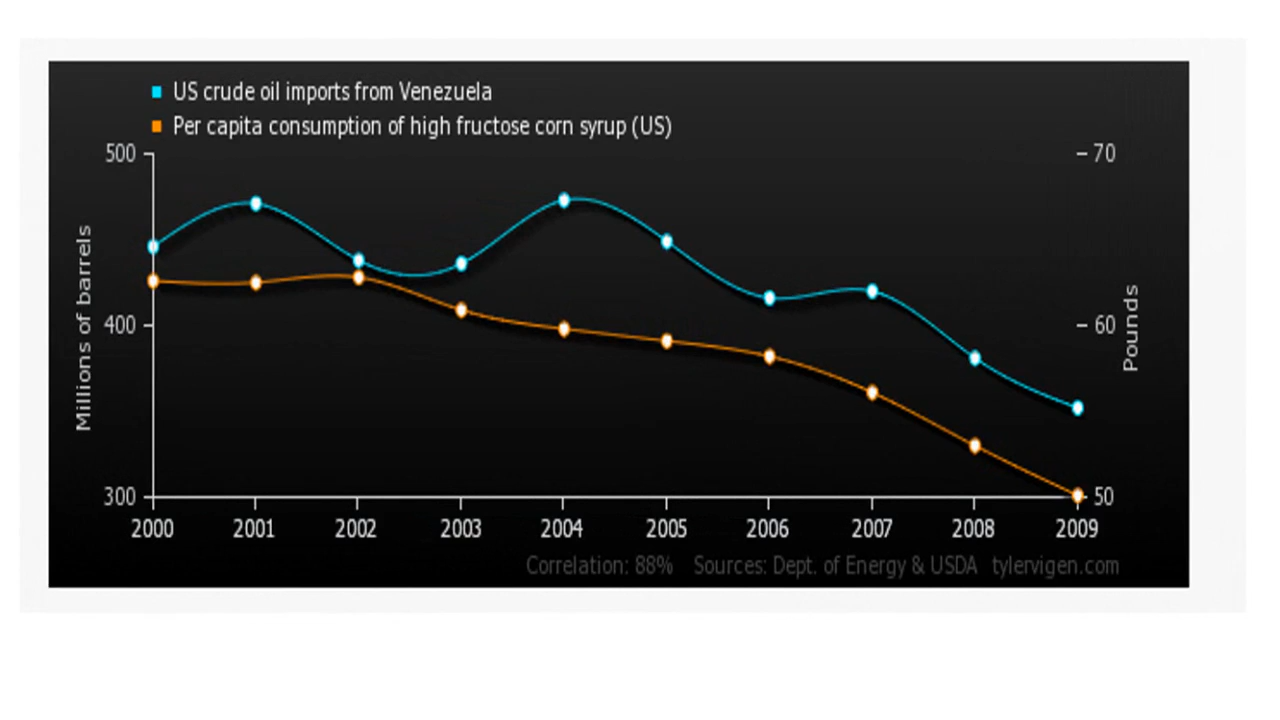 US crude oil imports from Venezuela
Per capita consumption of high fructose corn syrup (US)
500
70
Millions of barrels
400
60
Pounds
300
50
2000 2001 2002 2003 2004 2005 2006 2007 2008 2009
Correlation: 88% Sources: Dept. of Energy & USDA tylervigen.com